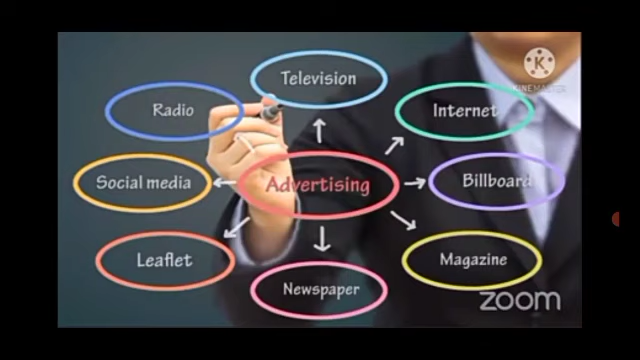 Television
Radio
Internet
Social media
Advertising
Billboard
Leaflet
Magazine
Newspaper
zoom
K
KINEMASTER